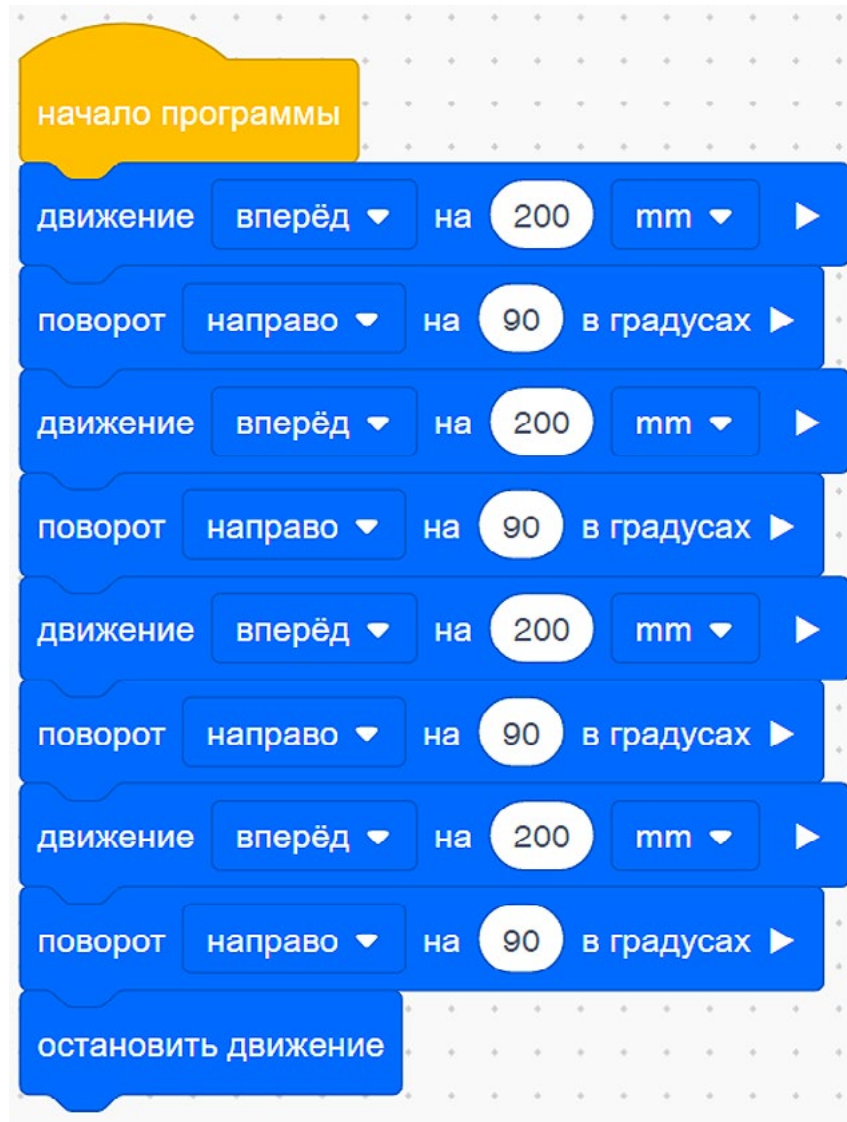 начало программы
движение вперёд на 200 mm
поворот направо на 90 в градусах
движение вперёд на 200 mm
поворот направо на 90 в градусах
движение вперёд на 200 mm
поворот направо на 90 в градусах
движение вперёд на 200 mm
поворот направо на 90 в градусах
остановить движение